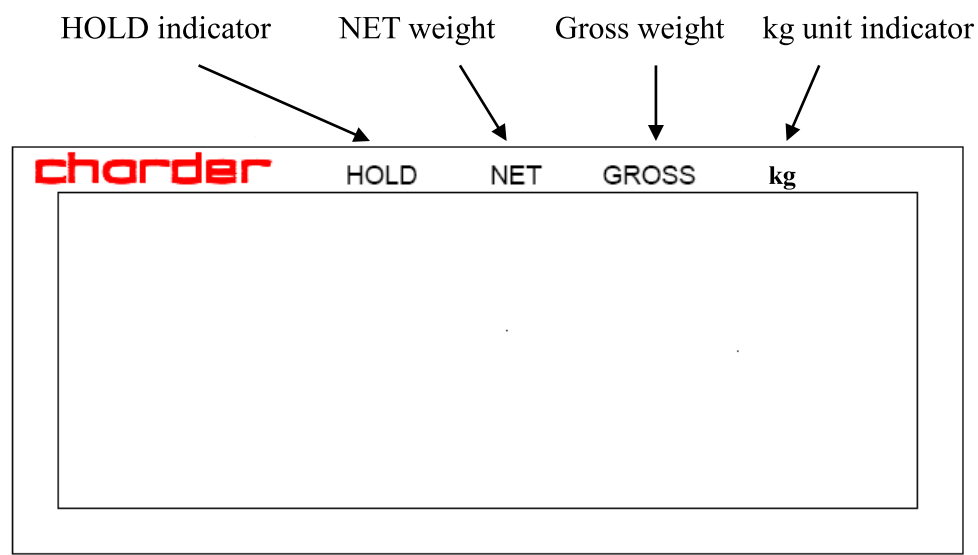 HOLD indicator NET weight Gross weight kg unit indicator
charder HOLD NET GROSS kg